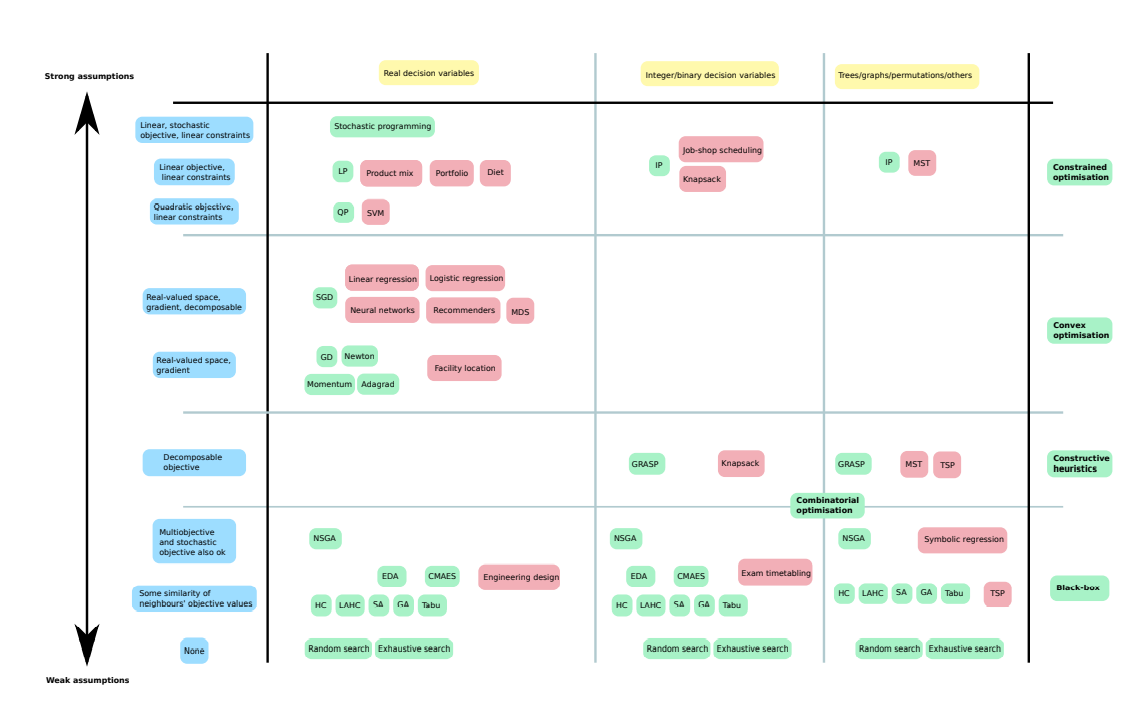 Strong assumptions
Real decision variables
Integer/binary decision variables
Trees/graphs/permutations/others
Linear, stochastic
objective, linear constraints
Stochastic programming
Linear objective,
linear constraints
LP
Product mix
Portfolio
Diet
IP
Job-shop scheduling
Knapsack
IP
MST
Constrained
optimisation
Quadratic objective,
linear constraints
QP
SVM
Real-valued space,
gradient, decomposable
SGD
Linear regression
Logistic regression
Neural networks
Recommenders
MDS
Convex
optimisation
Real-valued space,
gradient
GD
Newton
Momentum
Adagrad
Facility location
Decomposable
objective
GRASP
Knapsack
GRASP
MST
TSP
Constructive
heuristics
Combinatorial
optimisation
Multiobjective
and stochastic
objective also ok
NSGA
NSGA
NSGA
Symbolic regression
EDA
CMAES
Engineering design
EDA
CMAES
Exam timetabling
Some similarity of
neighbours' objective values
HC
LAHC
SA
GA
Tabu
HC
LAHC
SA
GA
Tabu
HC
LAHC
SA
GA
Tabu
TSP
Black-box
None
Random search
Exhaustive search
Random search
Exhaustive search
Random search
Exhaustive search
Weak assumptions